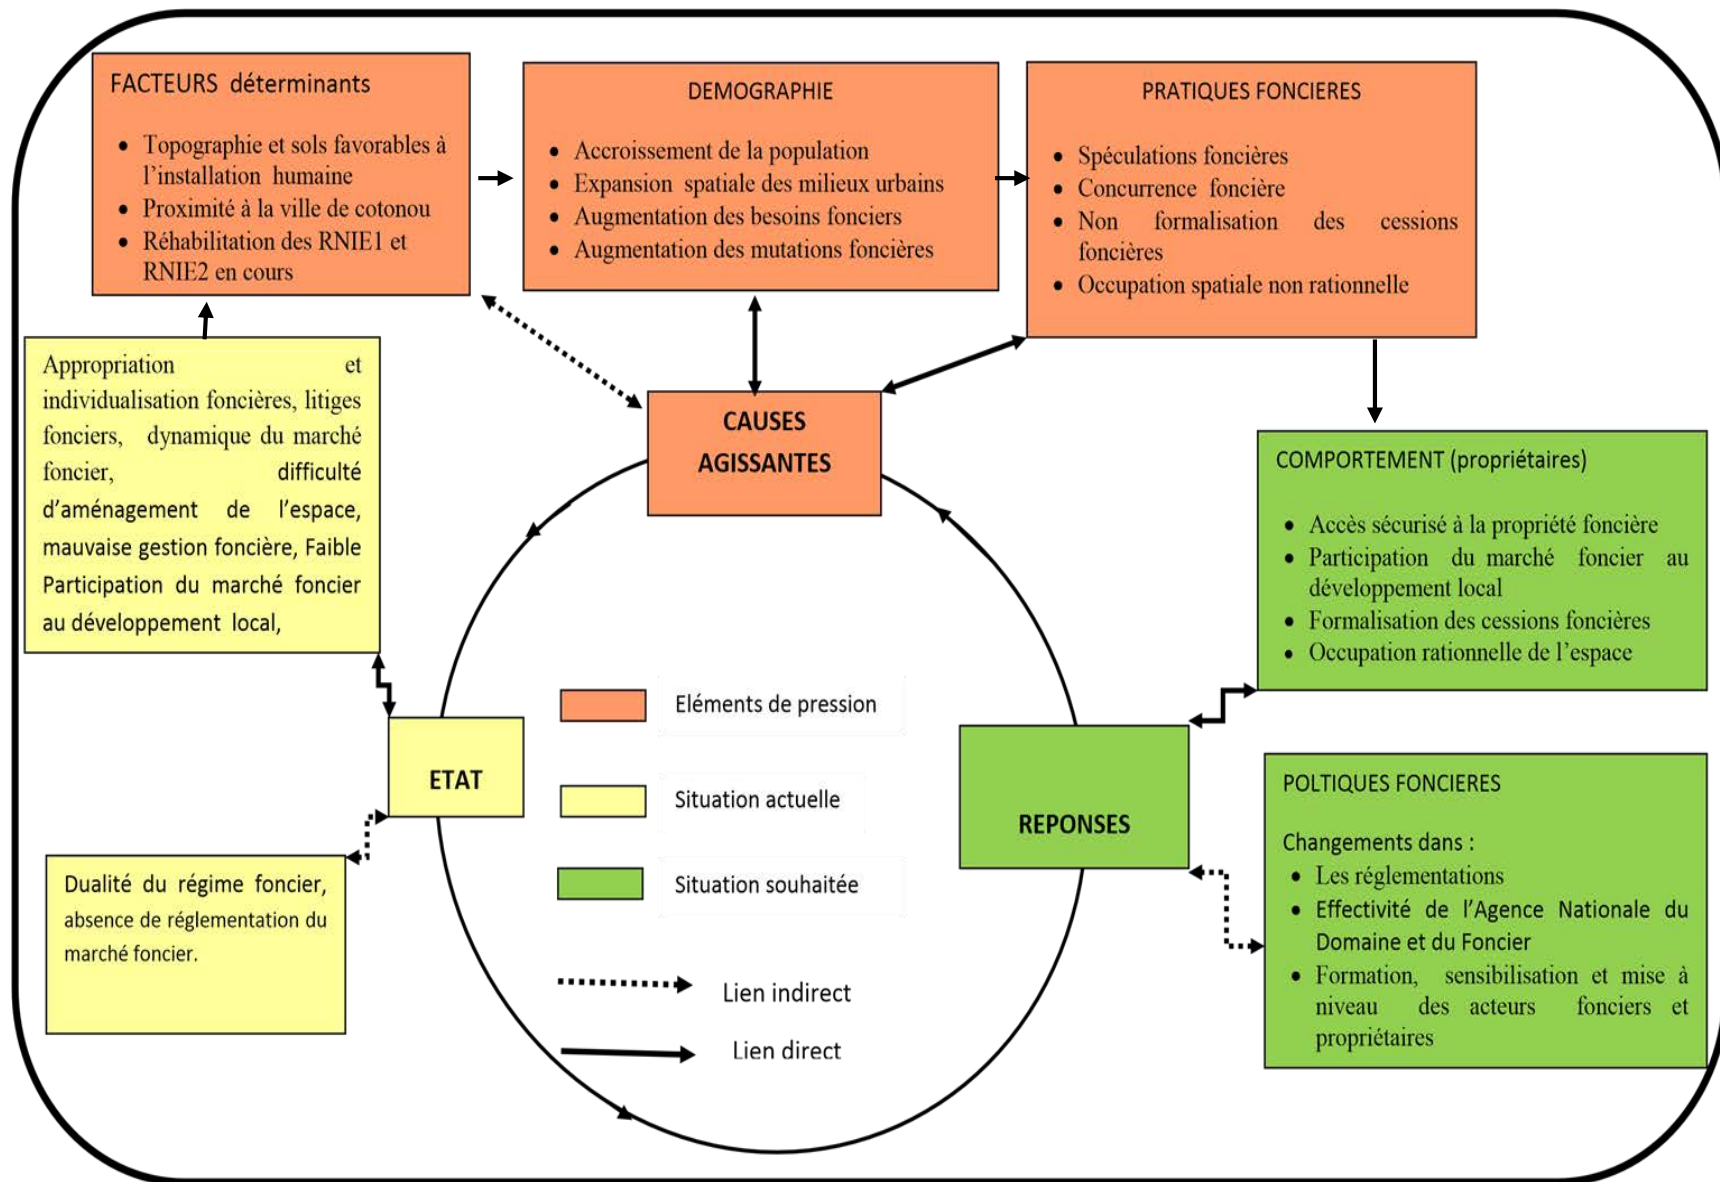 FACTEURS déterminants
• Topographie et sols favorables à
l’installation humaine
• Proximité à la ville de cotonou
• Réhabilitation des RNIE1 et
RNIE2 en cours
DEMOGRAPHIE
• Accroissement de la population
• Expansion spatiale des milieux urbains
• Augmentation des besoins fonciers
• Augmentation des mutations foncières
PRATIQUES FONCIERES
• Spéculations foncières
• Concurrence foncière
• Non formalisation des cessions
foncières
• Occupation spatiale non rationnelle
Appropriation et
individualisation foncières, litiges
fonciers, dynamique du marché
foncier, difficulté
d’aménagement de l’espace,
mauvaise gestion foncière, Faible
Participation du marché foncier
au développement local,
CAUSES
AGISSANTES
COMPORTEMENT (propriétaires)
• Accès sécurisé à la propriété foncière
• Participation du marché foncier au
développement local
• Formalisation des cessions foncières
• Occupation rationnelle de l’espace
ETAT
Eléments de pression
Situation actuelle
Situation souhaitée
Lien indirect
Lien direct
REPONSES
Dualité du régime foncier,
absence de réglementation du
marché foncier.
POLTIQUES FONCIERES
Changements dans :
• Les réglementations
• Effectivité de l’Agence Nationale du
Domaine et du Foncier
• Formation, sensibilisation et mise à
niveau des acteurs fonciers et
propriétaires